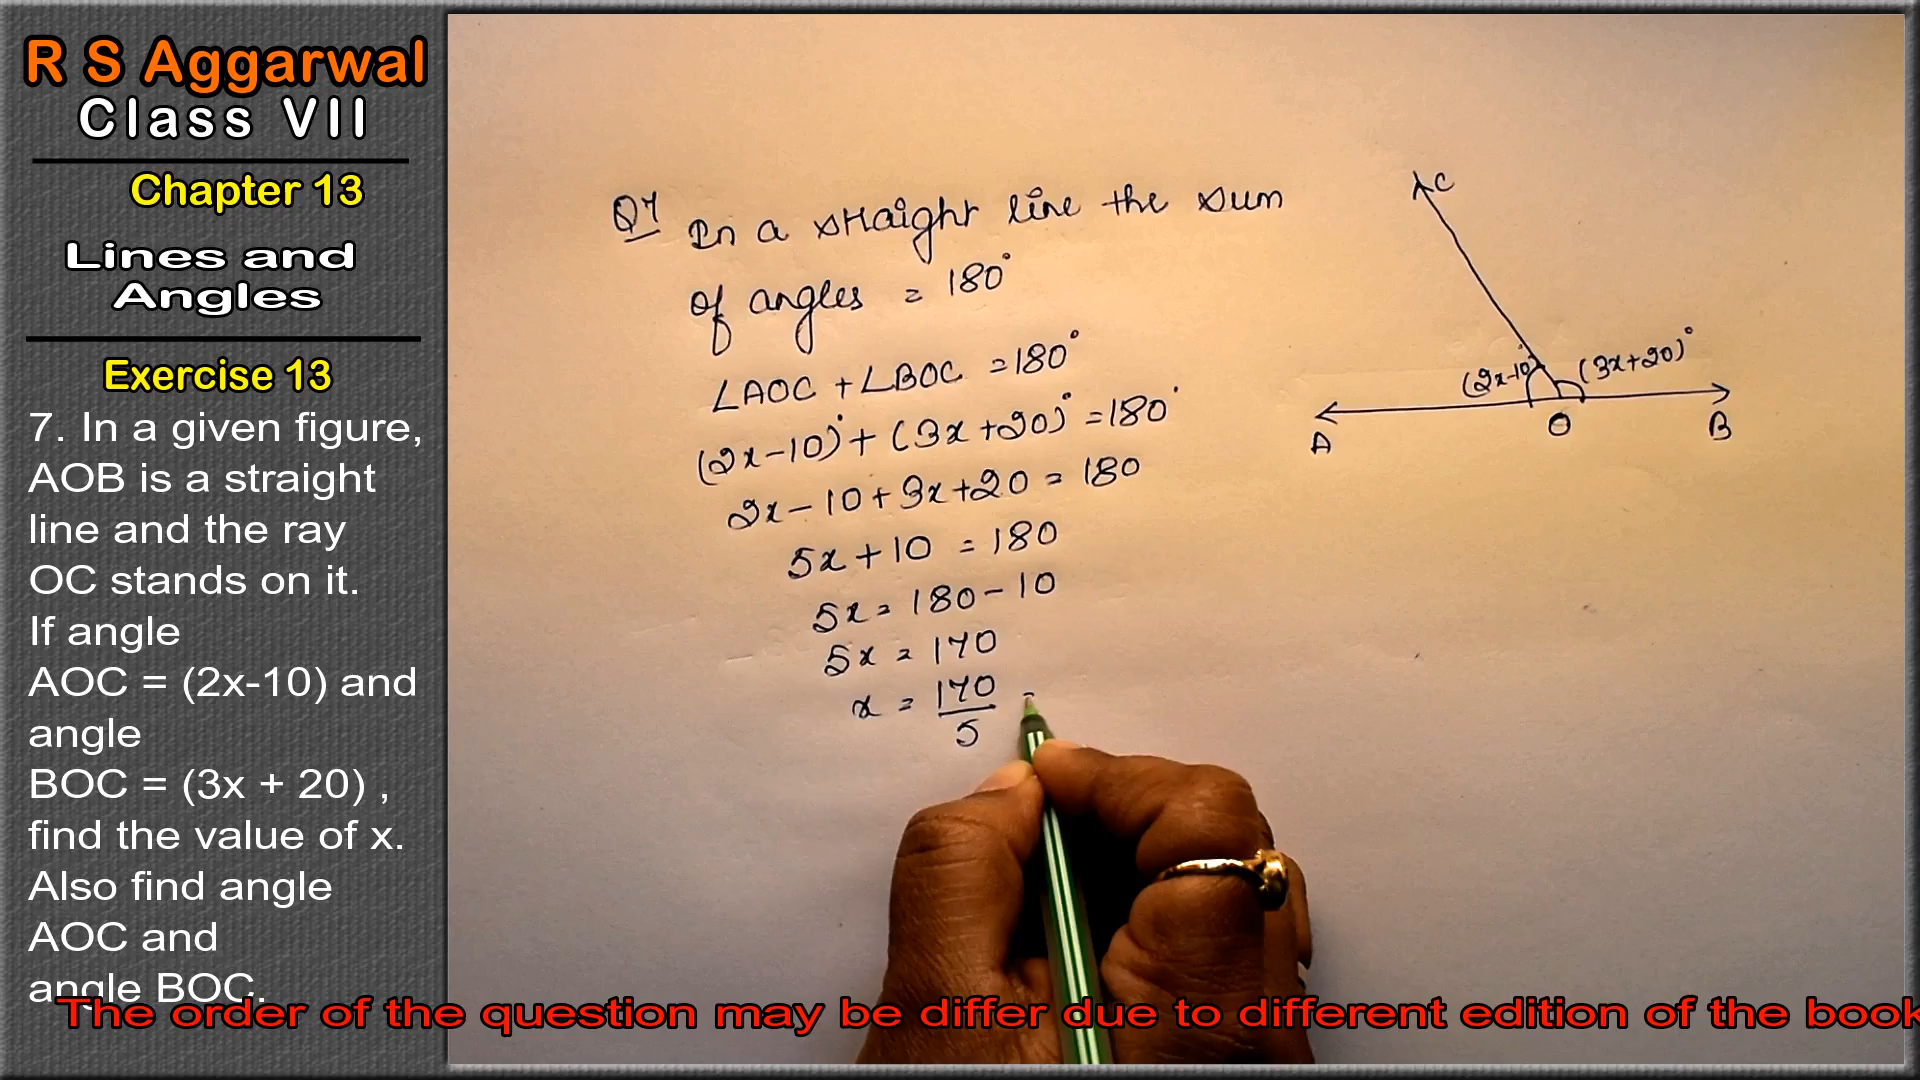 R S Aggarwal
Class VII
Chapter 13
Lines and
Angles
Exercise 13
7. In a given figure,
AOB is a straight
line and the ray
OC stands on it.
If angle
AOC = (2x-10) and
angle
BOC = (3x + 20) ,
find the value of x.
Also find angle
AOC and
angle BOC.
Q7 In a straight line the sum
of angles = 180°
∠AOC + ∠BOC = 180°
(2x-10)° + (3x+20)° = 180°
2x - 10 + 3x + 20 = 180
5x + 10 = 180
5x = 180 - 10
5x = 170
x = 170/5 =
C
(2x-10)°
(3x+20)°
A
O
B
The order of the question may be differ due to different edition of the book